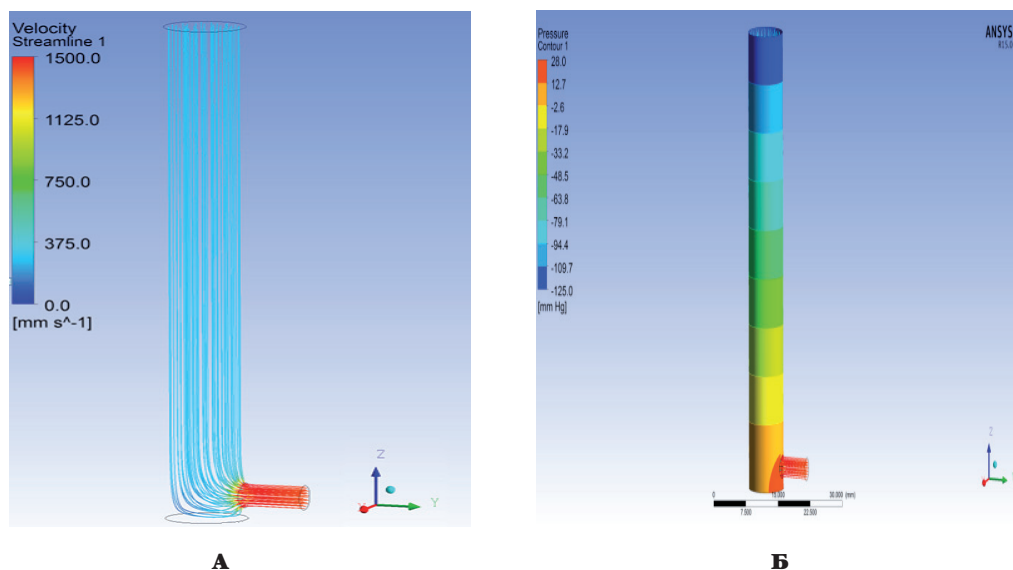 Velocity
Streamline 1
1500.0
1125.0
750.0
375.0
0.0
[mm s^-1]
Z
Y
А
Pressure
Contour 1
28.0
12.7
-2.6
-17.9
-33.2
-48.5
-63.8
-79.1
-94.4
-109.7
-125.0
[mm Hg]
ANSYS
R15.0
Z
0 15.000 30.000 (mm)
7.500 22.500
Б